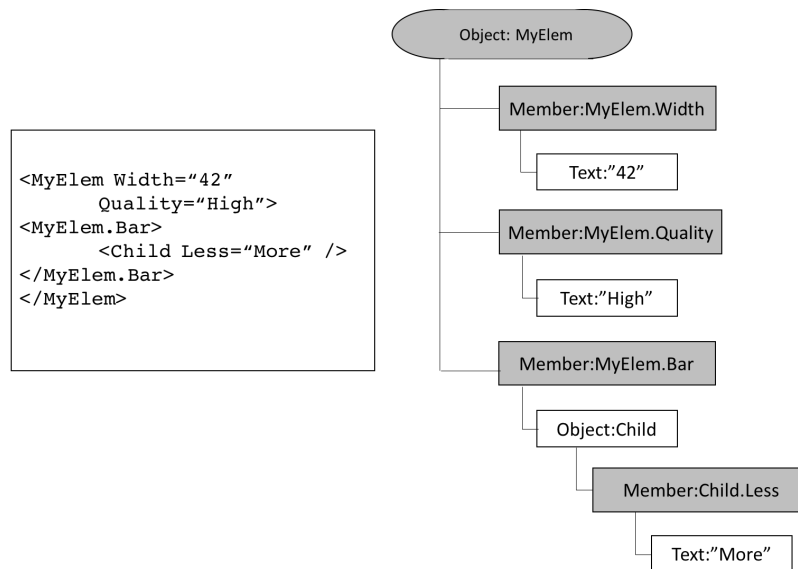 <MyElem Width=“42”
Quality=“High”>
<MyElem.Bar>
<Child Less=“More” />
</MyElem.Bar>
</MyElem>
Object: MyElem
Member:MyElem.Width
Text:”42”
Member:MyElem.Quality
Text:”High”
Member:MyElem.Bar
Object:Child
Member:Child.Less
Text:”More”